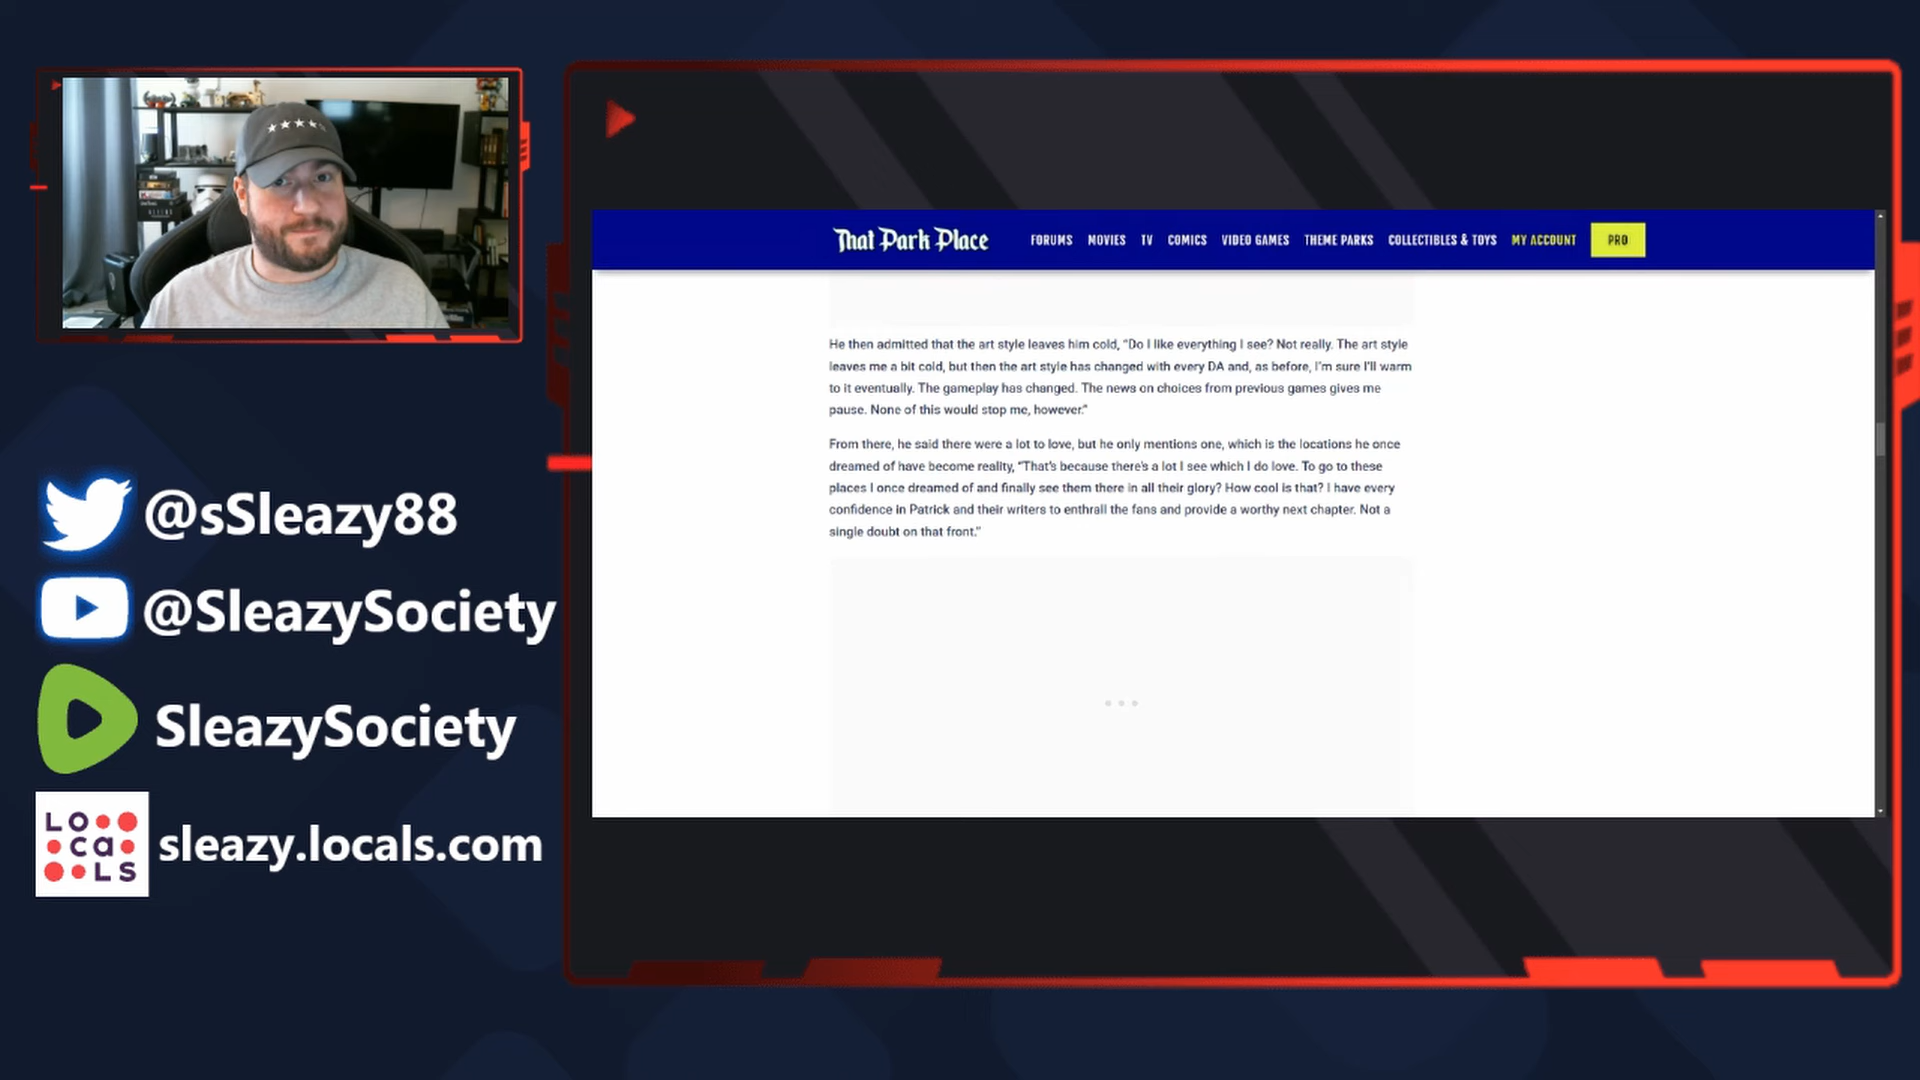 That Park Place
FORUMS MOVIES TV COMICS VIDEO GAMES THEME PARKS COLLECTIBLES & TOYS MY ACCOUNT PRO
He then admitted that the art style leaves him cold, “Do I like everything I see? Not really. The art style
leaves me a bit cold, but then the art style has changed with every DA and, as before, I’m sure I’ll warm
to it eventually. The gameplay has changed. The news on choices from previous games gives me
pause. None of this would stop me, however.”
From there, he said there were a lot to love, but he only mentions one, which is the locations he once
dreamed of have become reality, “That’s because there’s a lot I see which I do love. To go to these
places I once dreamed of and finally see them there in all their glory? How cool is that? I have every
confidence in Patrick and their writers to enthrall the fans and provide a worthy next chapter. Not a
single doubt on that front.”
@sSleazy88
@SleazySociety
SleazySociety
LOcaLS
sleazy.locals.com